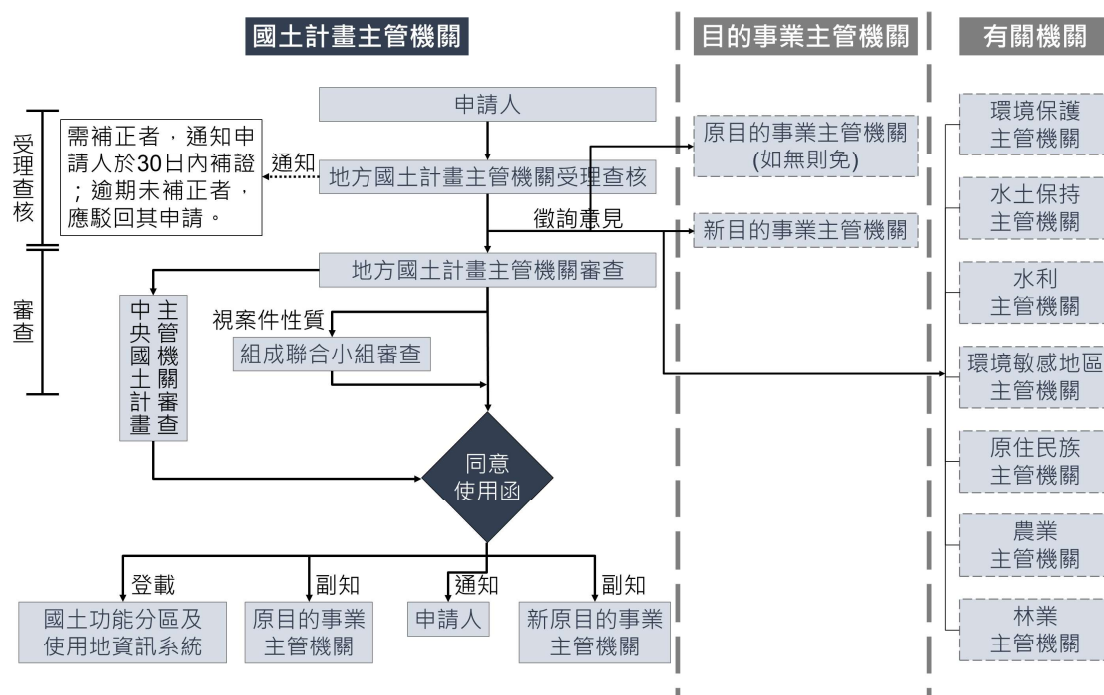 國土計畫主管機關
目的事業主管機關
有關機關
受理查核
審查
申請人
需補正者，通知申
請人於30日內補證
；逾期未補正者，
應駁回其申請。
通知
地方國土計畫主管機關受理查核
徵詢意見
地方國土計畫主管機關審查
主管機關審查
中央國土計畫
視案件性質
組成聯合小組審查
同意
使用函
登載
副知
通知
副知
國土功能分區及
使用地資訊系統
原目的事業
主管機關
申請人
新原目的事業
主管機關
原目的事業主管機關
(如無則免)
新目的事業主管機關
環境保護
主管機關
水土保持
主管機關
水利
主管機關
環境敏感地區
主管機關
原住民族
主管機關
農業
主管機關
林業
主管機關